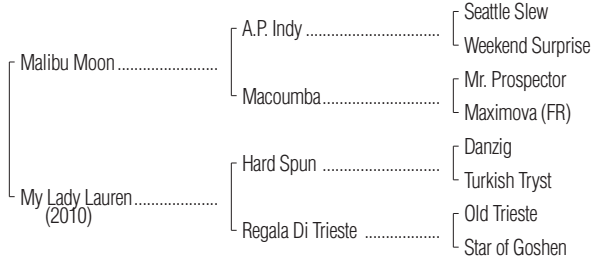 Seattle Slew
A.P. Indy ........................
Weekend Surprise
Malibu Moon ........................
Mr. Prospector
Macoumba ........................
Maximova (FR)
Danzig
Hard Spun ........................
Turkish Tryst
My Lady Lauren ....................
(2010)
Old Trieste
Regala Di Trieste ..................
Star of Goshen